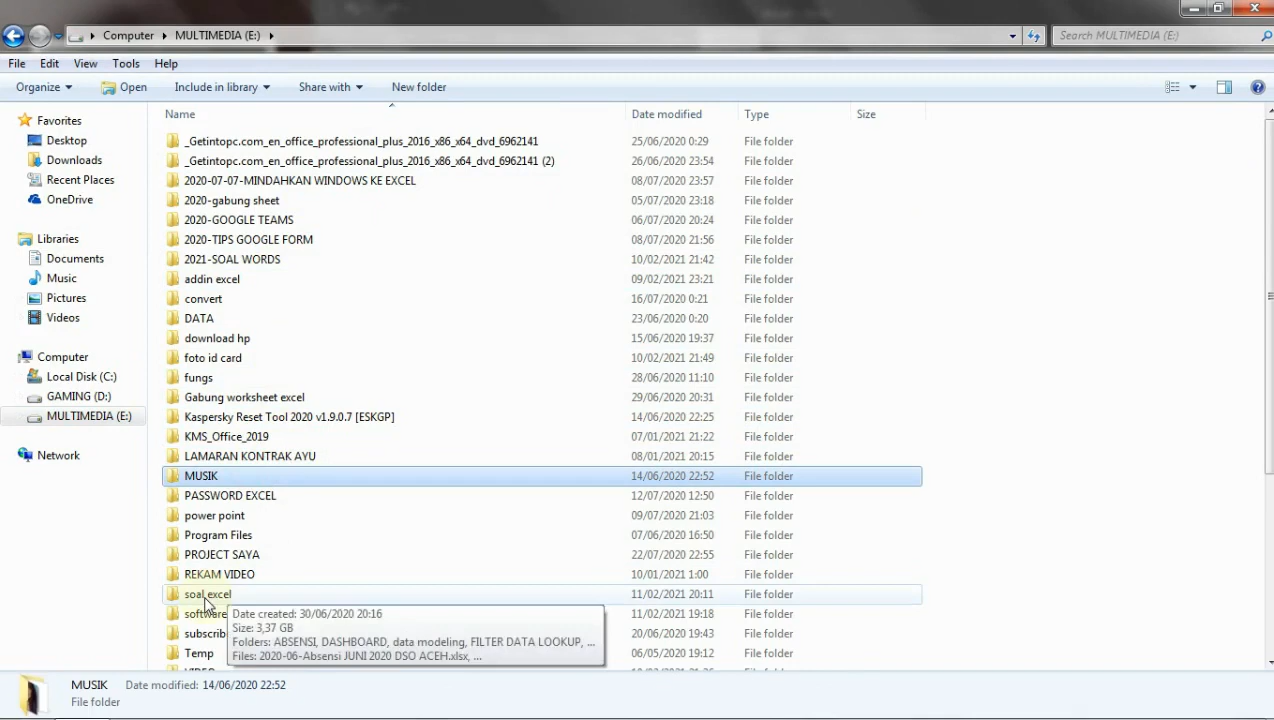 Computer MULTIMEDIA (E:) Search MULTIMEDIA (E:)
File Edit View Tools Help
Organize Open Include in library Share with New folder
Favorites
Desktop
Downloads
Recent Places
OneDrive
Libraries
Documents
Music
Pictures
Videos
Computer
Local Disk (C:)
GAMING (D:)
MULTIMEDIA (E:)
Network
Name Date modified Type Size
_Getintopc.com_en_office_professional_plus_2016_x86_x64_dvd_6962141 25/06/2020 0:29 File folder
_Getintopc.com_en_office_professional_plus_2016_x86_x64_dvd_6962141 (2) 26/06/2020 23:54 File folder
2020-07-07-MINDAHKAN WINDOWS KE EXCEL 08/07/2020 23:57 File folder
2020-gabung sheet 05/07/2020 23:18 File folder
2020-GOOGLE TEAMS 06/07/2020 20:24 File folder
2020-TIPS GOOGLE FORM 08/07/2020 21:56 File folder
2021-SOAL WORDS 10/02/2021 21:42 File folder
addin excel 09/02/2021 23:21 File folder
convert 16/07/2020 0:21 File folder
DATA 23/06/2020 0:20 File folder
download hp 15/06/2020 19:37 File folder
foto id card 10/02/2021 21:49 File folder
fungs 28/06/2020 11:10 File folder
Gabung worksheet excel 29/06/2020 20:31 File folder
Kaspersky Reset Tool 2020 v1.9.0.7 [ESKGP] 14/06/2020 22:25 File folder
KMS_Office_2019 07/01/2021 21:22 File folder
LAMARAN KONTRAK AYU 08/01/2021 20:15 File folder
MUSIK 14/06/2020 22:52 File folder
PASSWORD EXCEL 12/07/2020 12:50 File folder
power point 09/07/2020 21:03 File folder
Program Files 07/06/2020 16:50 File folder
PROJECT SAYA 22/07/2020 22:55 File folder
REKAM VIDEO 10/01/2021 1:00 File folder
soal excel 11/02/2021 20:11 File folder
software 11/02/2021 19:18 File folder
subscrib 20/06/2020 19:43 File folder
Temp 06/05/2020 19:12 File folder
Date created: 30/06/2020 20:16
Size: 3,37 GB
Folders: ABSENSI, DASHBOARD, data modeling, FILTER DATA LOOKUP, ...
Files: 2020-06-Absensi JUNI 2020 DSO ACEH.xlsx, ...
MUSIK Date modified: 14/06/2020 22:52
File folder